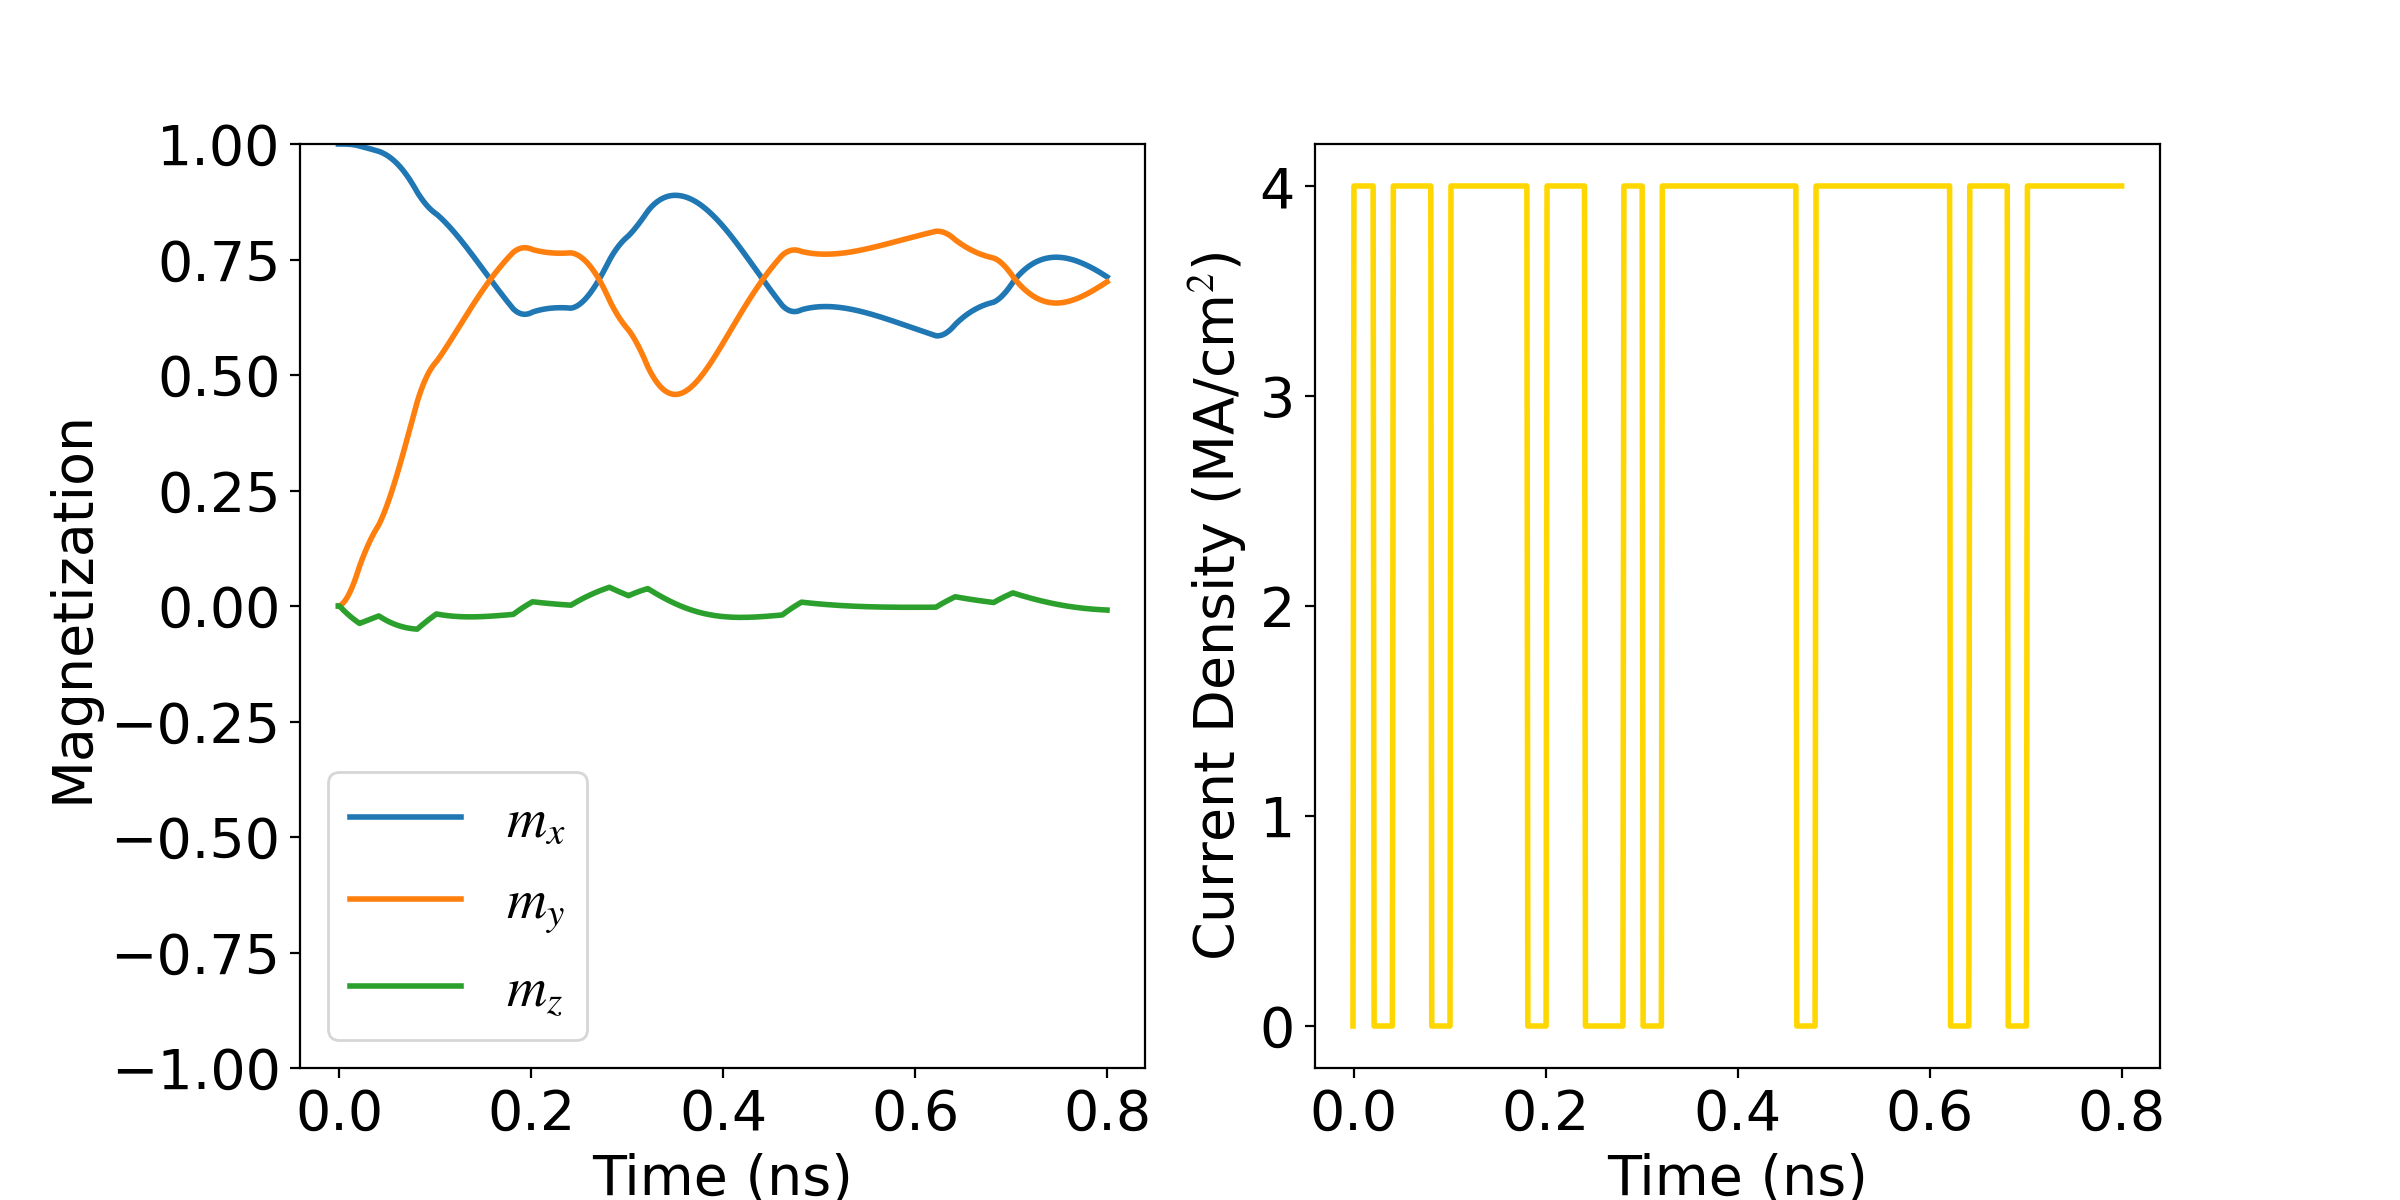 1.00
0.75
0.50
0.25
0.00
−0.25
−0.50
−0.75
−1.00
Magnetization
m_x
m_y
m_z
0.0 0.2 0.4 0.6 0.8
Time (ns)
4
3
2
1
0
Current Density (MA/cm²)
0.0 0.2 0.4 0.6 0.8
Time (ns)